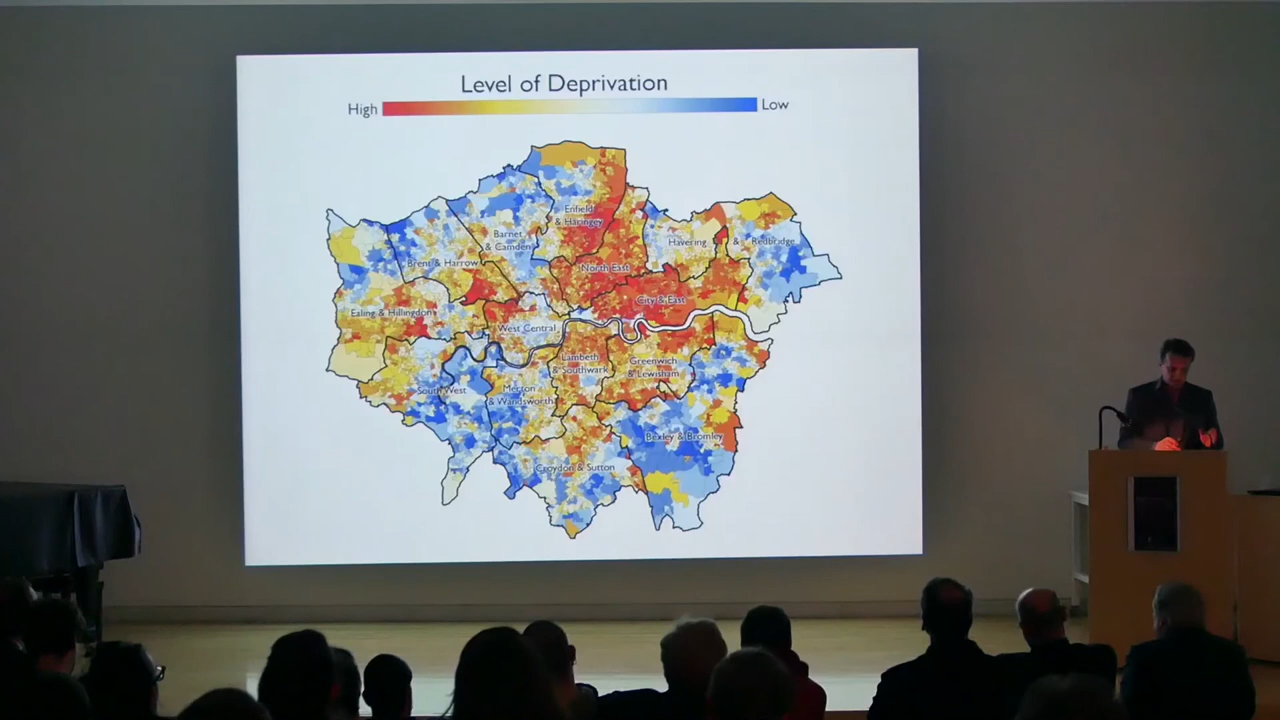 Level of Deprivation
High
Low
Enfield
& Haringey
Barnet
& Camden
Havering & Redbridge
Brent & Harrow
North East
City & East
Ealing & Hillingdon
West Central
Lambeth
& Southwark
Greenwich
& Lewisham
South West
Merton
& Wandsworth
Bexley & Bromley
Croydon & Sutton